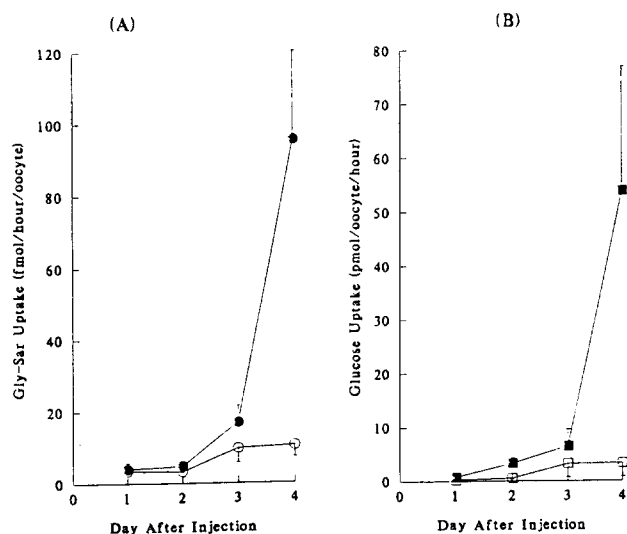 (A)
Gly-Sar Uptake (fmol/hour/oocyte)
120
100
80
60
40
20
0
0 1 2 3 4
Day After Injection
(B)
Glucose Uptake (pmol/oocyte/hour)
80
70
60
50
40
30
20
10
0
0 1 2 3 4
Day After Injection